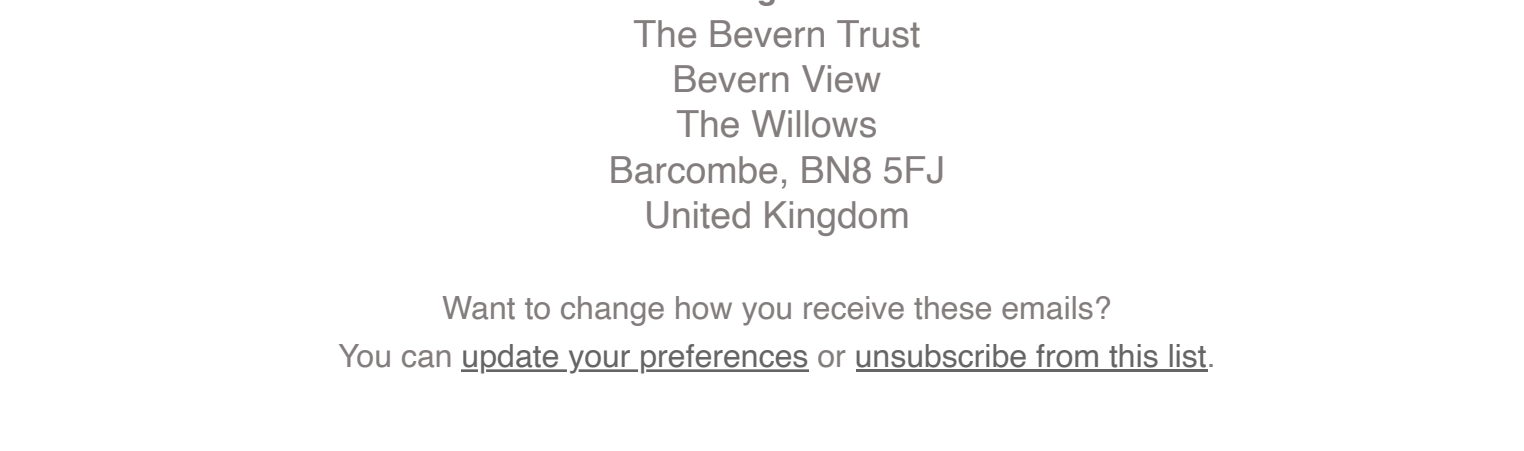 The Bevern Trust
Bevern View
The Willows
Barcombe, BN8 5FJ
United Kingdom
Want to change how you receive these emails?
You can update your preferences or unsubscribe from this list.